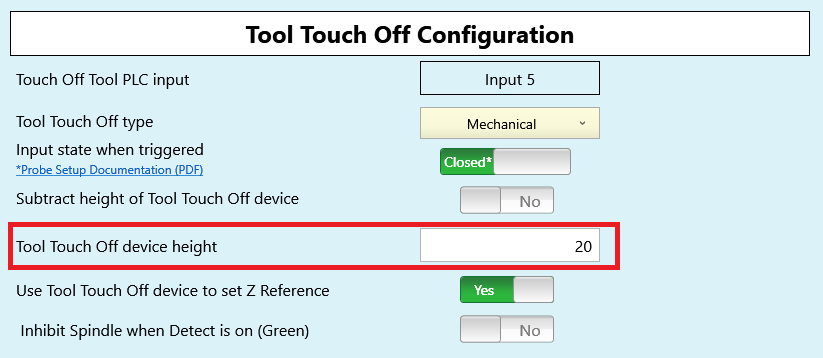 Tool Touch Off Configuration
Touch Off Tool PLC input Input 5
Tool Touch Off type Mechanical
Input state when triggered Closed*
*Probe Setup Documentation (PDF)
Subtract height of Tool Touch Off device No
Tool Touch Off device height 20
Use Tool Touch Off device to set Z Reference Yes
Inhibit Spindle when Detect is on (Green) No